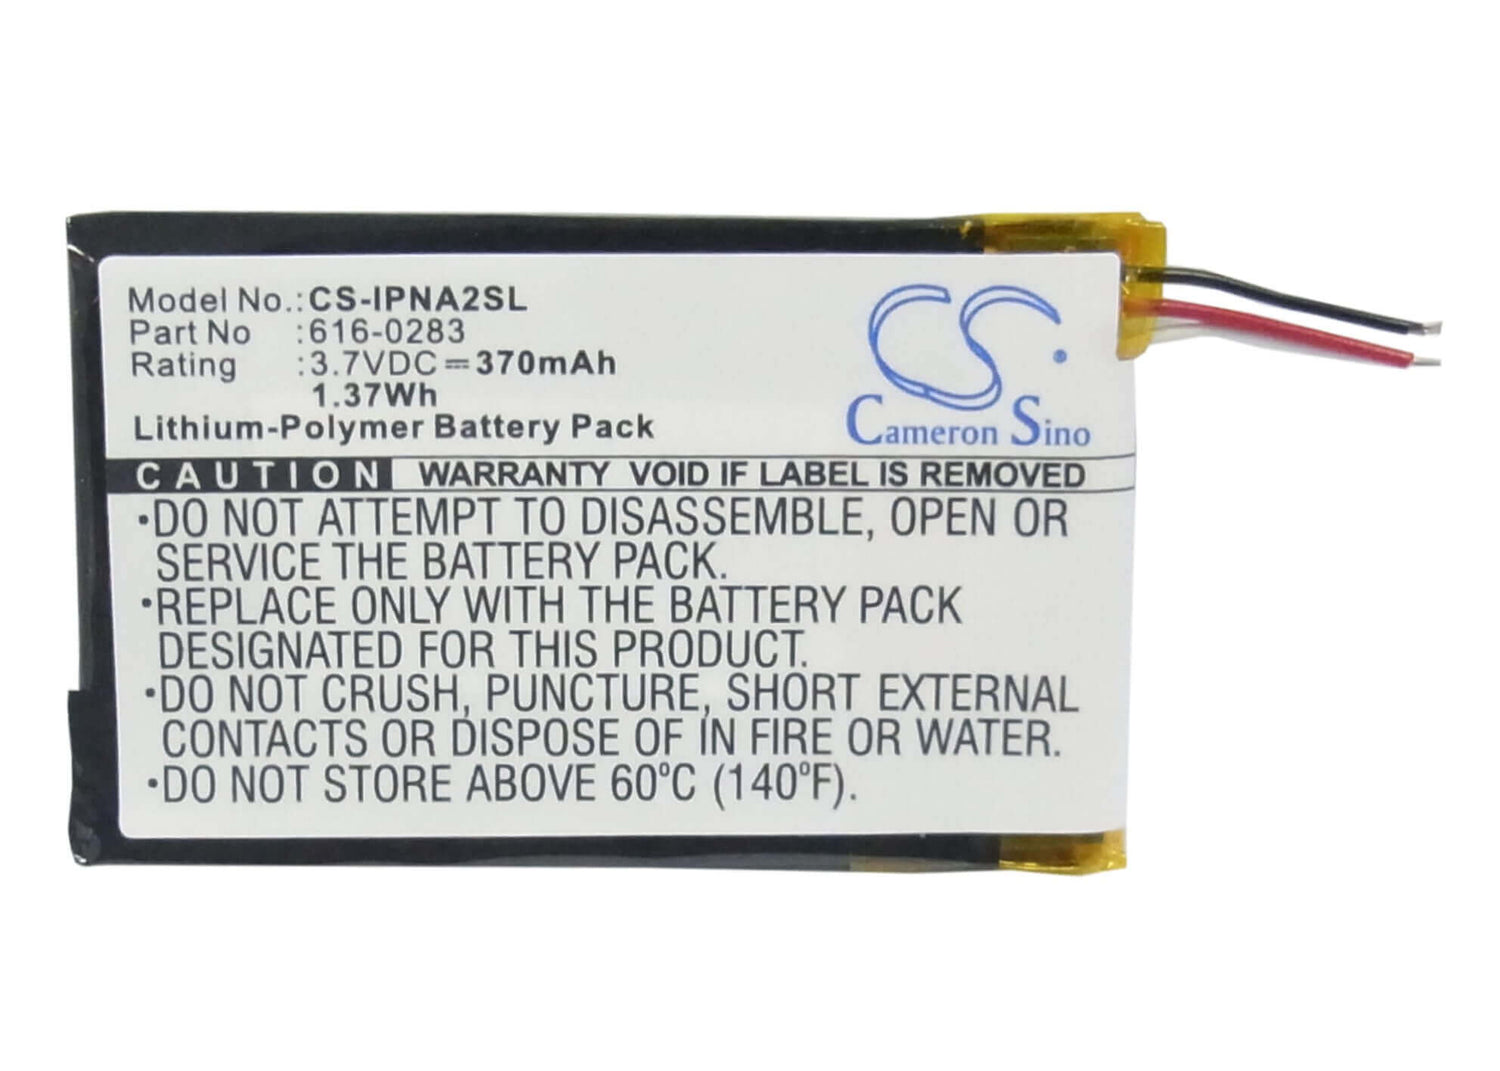 Model No.: CS-IPNA2SL
Part No :616-0283
Rating :3.7VDC⎓370mAh
1.37Wh
Lithium-Polymer Battery Pack
CS®
Cameron Sino
CAUTION WARRANTY VOID IF LABEL IS REMOVED
•DO NOT ATTEMPT TO DISASSEMBLE, OPEN OR
SERVICE THE BATTERY PACK.
•REPLACE ONLY WITH THE BATTERY PACK
DESIGNATED FOR THIS PRODUCT.
•DO NOT CRUSH, PUNCTURE, SHORT EXTERNAL
CONTACTS OR DISPOSE OF IN FIRE OR WATER.
•DO NOT STORE ABOVE 60°C (140°F).